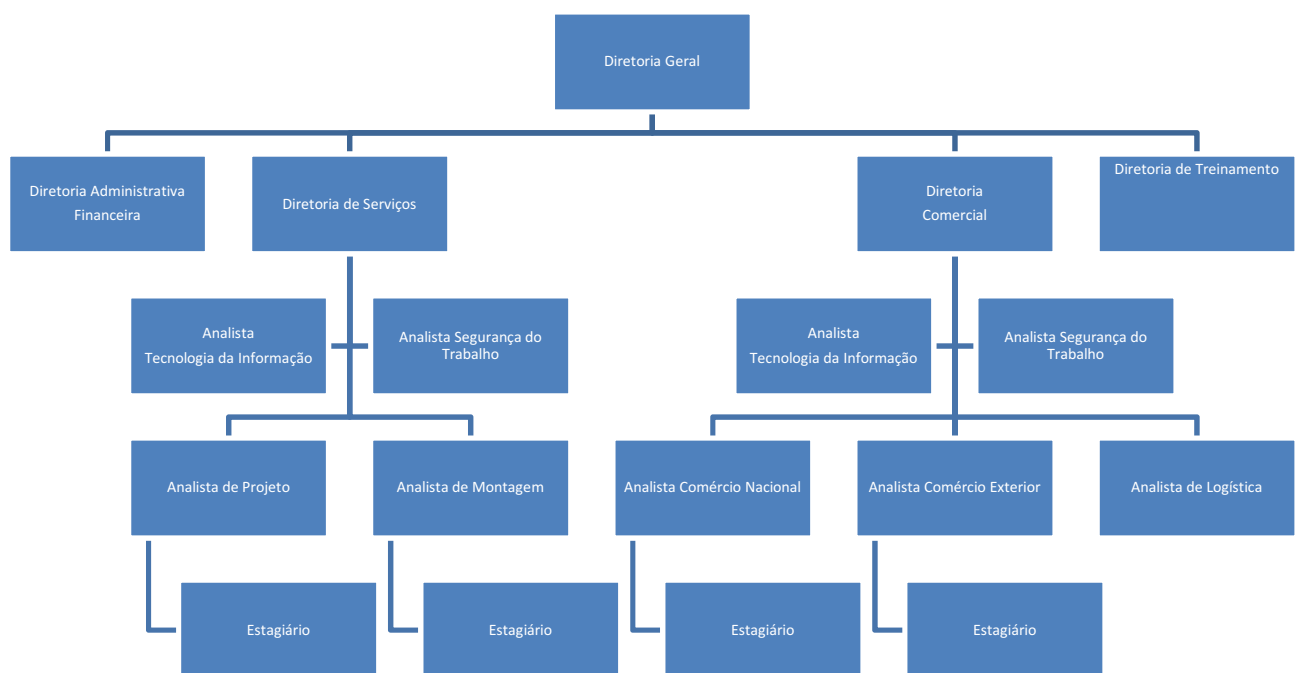 Diretoria Geral
Diretoria Administrativa
Financeira
Diretoria de Serviços
Diretoria
Comercial
Diretoria de Treinamento
Analista
Tecnologia da Informação
Analista Segurança do
Trabalho
Analista
Tecnologia da Informação
Analista Segurança do
Trabalho
Analista de Projeto
Analista de Montagem
Analista Comércio Nacional
Analista Comércio Exterior
Analista de Logística
Estagiário
Estagiário
Estagiário
Estagiário